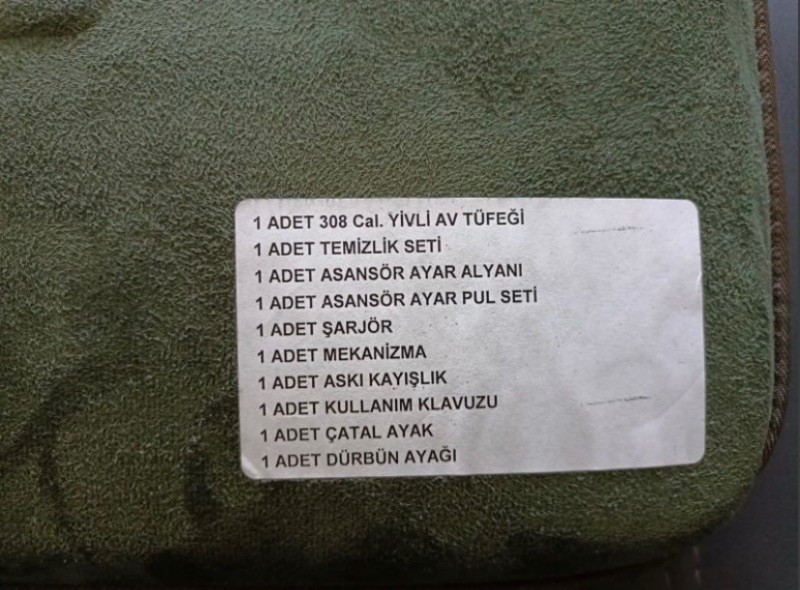 1 ADET 308 Cal. YİVLİ AV TÜFEĞİ
1 ADET TEMİZLİK SETİ
1 ADET ASANSÖR AYAR ALYANI
1 ADET ASANSÖR AYAR PUL SETİ
1 ADET ŞARJÖR
1 ADET MEKANİZMA
1 ADET ASKI KAYIŞLIK
1 ADET KULLANIM KLAVUZU
1 ADET ÇATAL AYAK
1 ADET DÜRBÜN AYAĞI